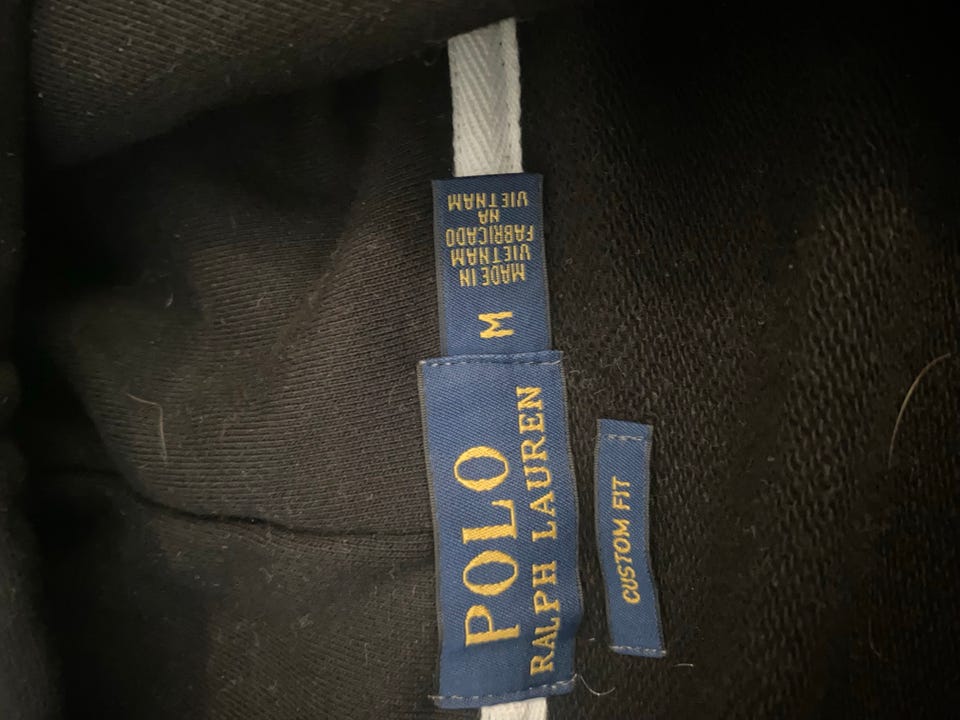 POLO
RALPH LAUREN
CUSTOM FIT
M
MADE IN
VIETNAM
FABRICADO
NA
VIETNAM